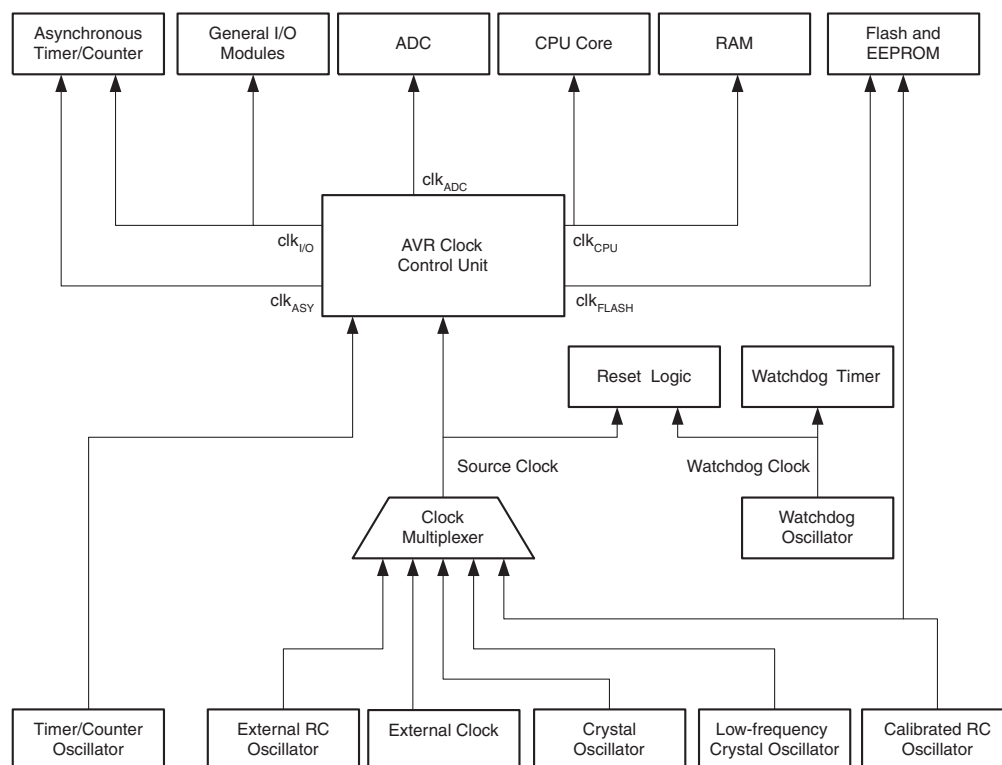 Asynchronous
Timer/Counter
General I/O
Modules
ADC
CPU Core
RAM
Flash and
EEPROM
clkADC
clkI/O
AVR Clock
Control Unit
clkCPU
clkASY
clkFLASH
Reset Logic
Watchdog Timer
Source Clock
Watchdog Clock
Clock
Multiplexer
Watchdog
Oscillator
Timer/Counter
Oscillator
External RC
Oscillator
External Clock
Crystal
Oscillator
Low-frequency
Crystal Oscillator
Calibrated RC
Oscillator